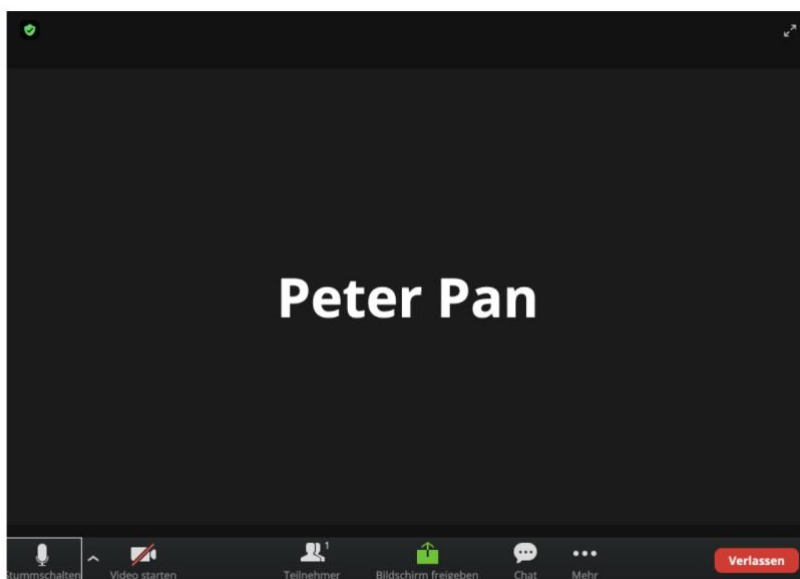 Peter Pan
Stummschalten
Video starten
Teilnehmer
1
Bildschirm freigeben
Chat
Mehr
Verlassen